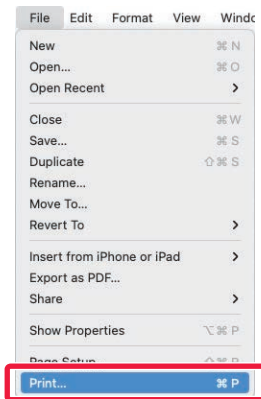 File Edit Format View
New ⌘ N
Open... ⌘ O
Open Recent >
Close ⌘ W
Save... ⌘ S
Duplicate ⇧ ⌘ S
Rename...
Move To...
Revert To >
Insert from iPhone or iPad >
Export as PDF...
Share >
Show Properties ⌥ ⌘ P
Page Setup ⇧ ⌘ P
Print... ⌘ P